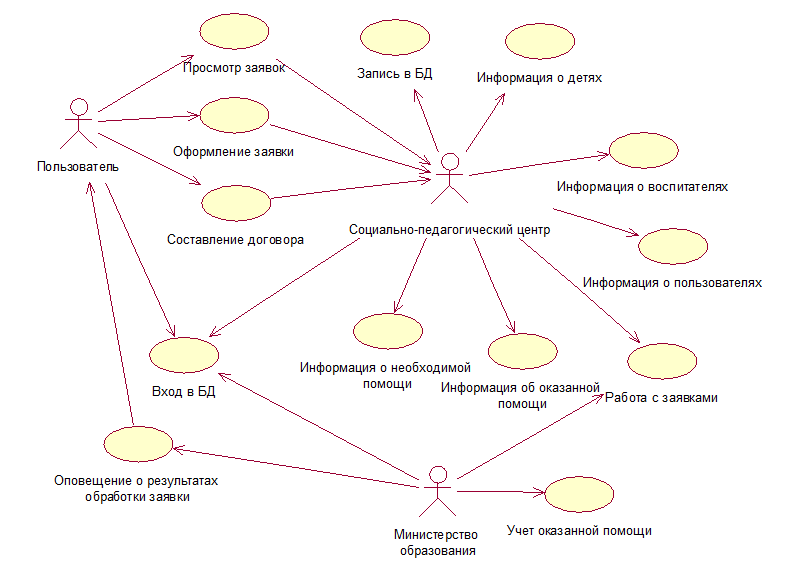 Просмотр заявок
Запись в БД
Информация о детях
Оформление заявки
Пользователь
Информация о воспитателях
Составление договора
Социально-педагогический центр
Информация о пользователях
Вход в БД
Информация о необходимой
помощи
Информация об оказанной
помощи
Работа с заявками
Оповещение о результатах
обработки заявки
Министерство
образования
Учет оказанной помощи